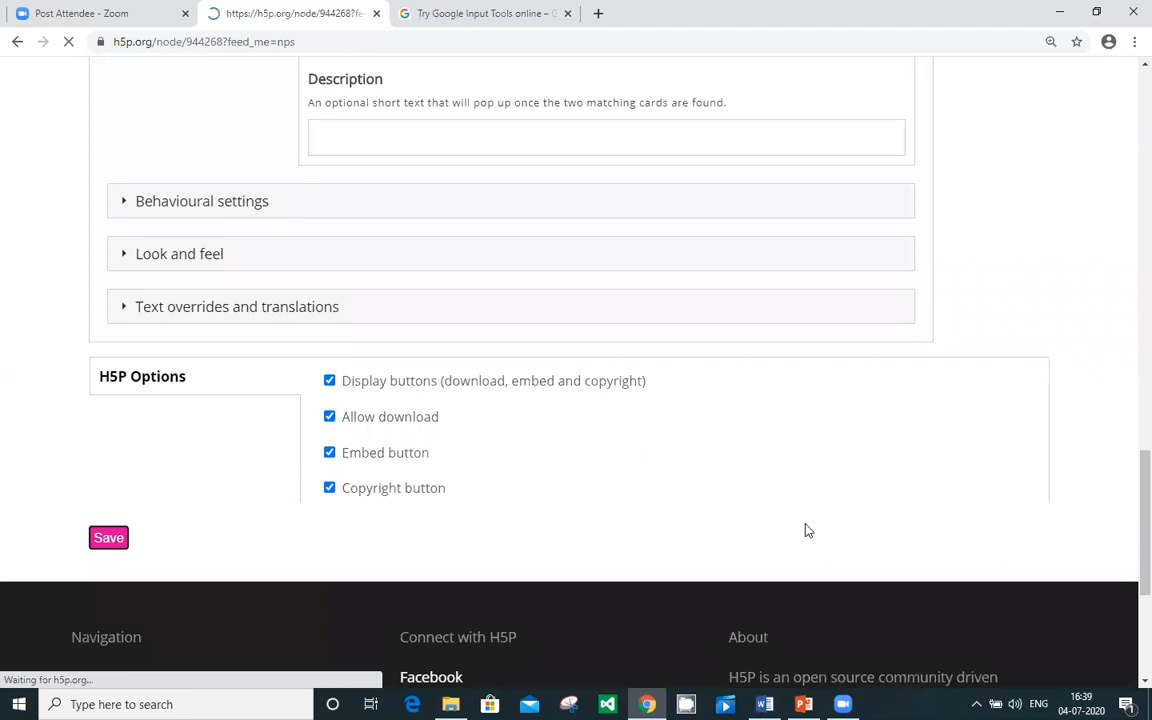 Post Attendee - Zoom
https://h5p.org/node/944268?fe
Try Google Input Tools online – G
h5p.org/node/944268?feed_me=nps
Description
An optional short text that will pop up once the two matching cards are found.
Behavioural settings
Look and feel
Text overrides and translations
H5P Options
Display buttons (download, embed and copyright)
Allow download
Embed button
Copyright button
Save
Navigation
Connect with H5P
About
Waiting for h5p.org...
Facebook
H5P is an open source community driven
Type here to search
ENG
16:39
04-07-2020